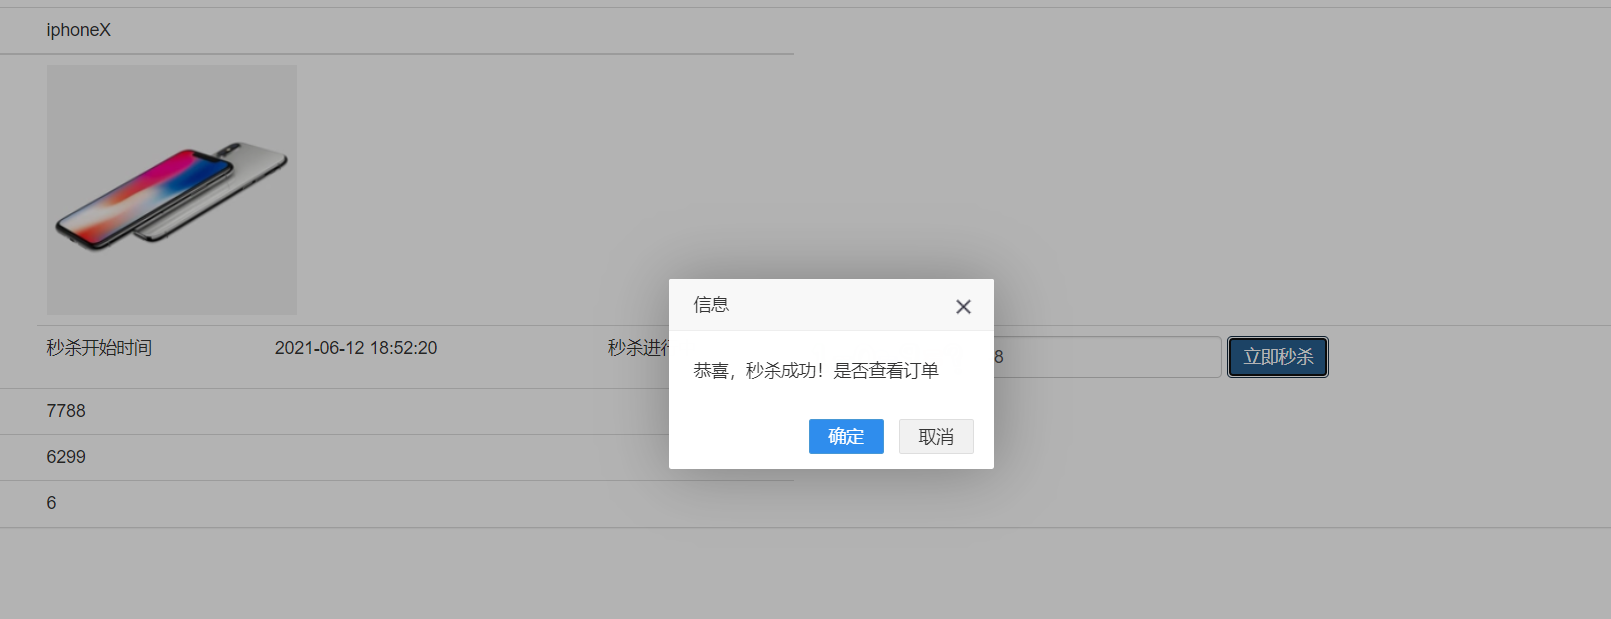 iphoneX
信息
秒杀开始时间 2021-06-12 18:52:20 秒杀进行 8 立即秒杀
恭喜，秒杀成功！是否查看订单
7788
确定 取消
6299
6